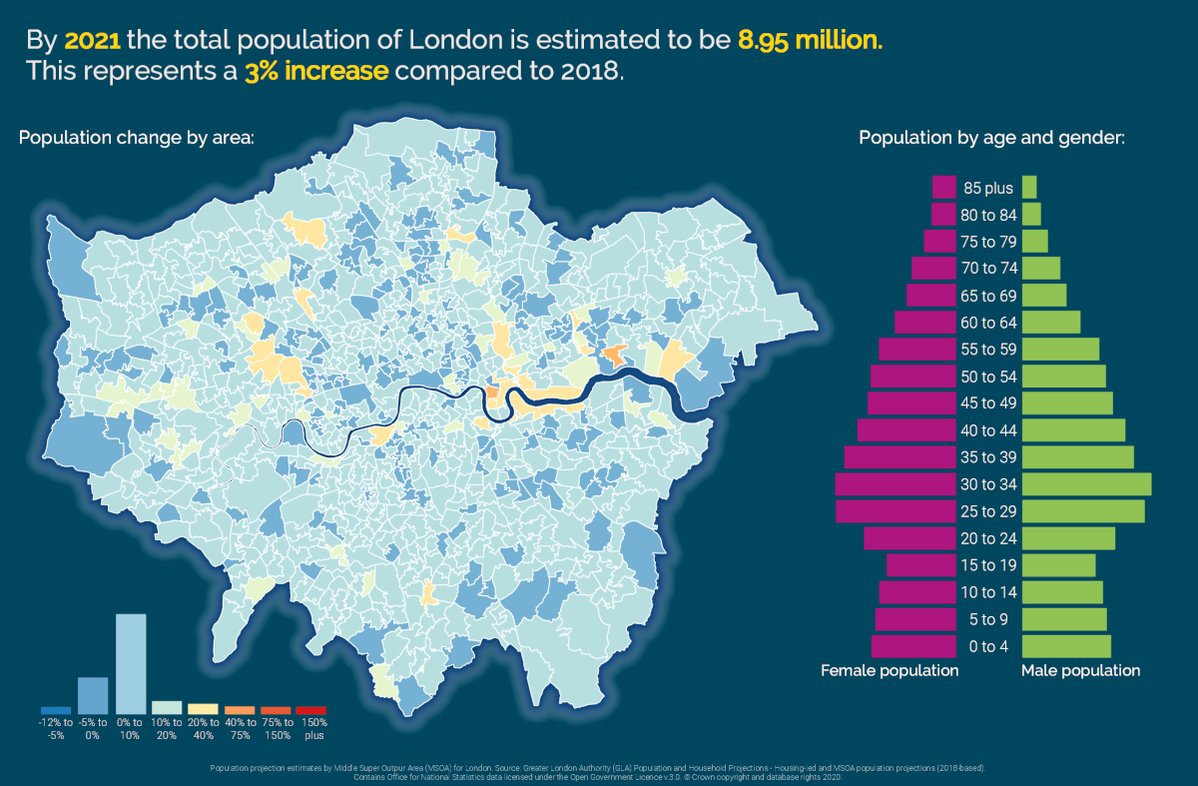 By 2021 the total population of London is estimated to be 8.95 million.
This represents a 3% increase compared to 2018.
Population change by area:
Population by age and gender:
85 plus
80 to 84
75 to 79
70 to 74
65 to 69
60 to 64
55 to 59
50 to 54
45 to 49
40 to 44
35 to 39
30 to 34
25 to 29
20 to 24
15 to 19
10 to 14
5 to 9
0 to 4
Female population
Male population
-12% to -5%
-5% to 0%
0% to 10%
10% to 20%
20% to 40%
40% to 75%
75% to 150%
150% plus
Population projection estimates by Middle Super Outpur Area (MSOA) for London. Source: Greater London Authority (GLA) Population and Household Projections - Housing-led and MSOA population projections (2018-based).
Contains Office for National Statistics data licensed under the Open Government Licence v.3.0. © Crown copyright and database rights 2020.